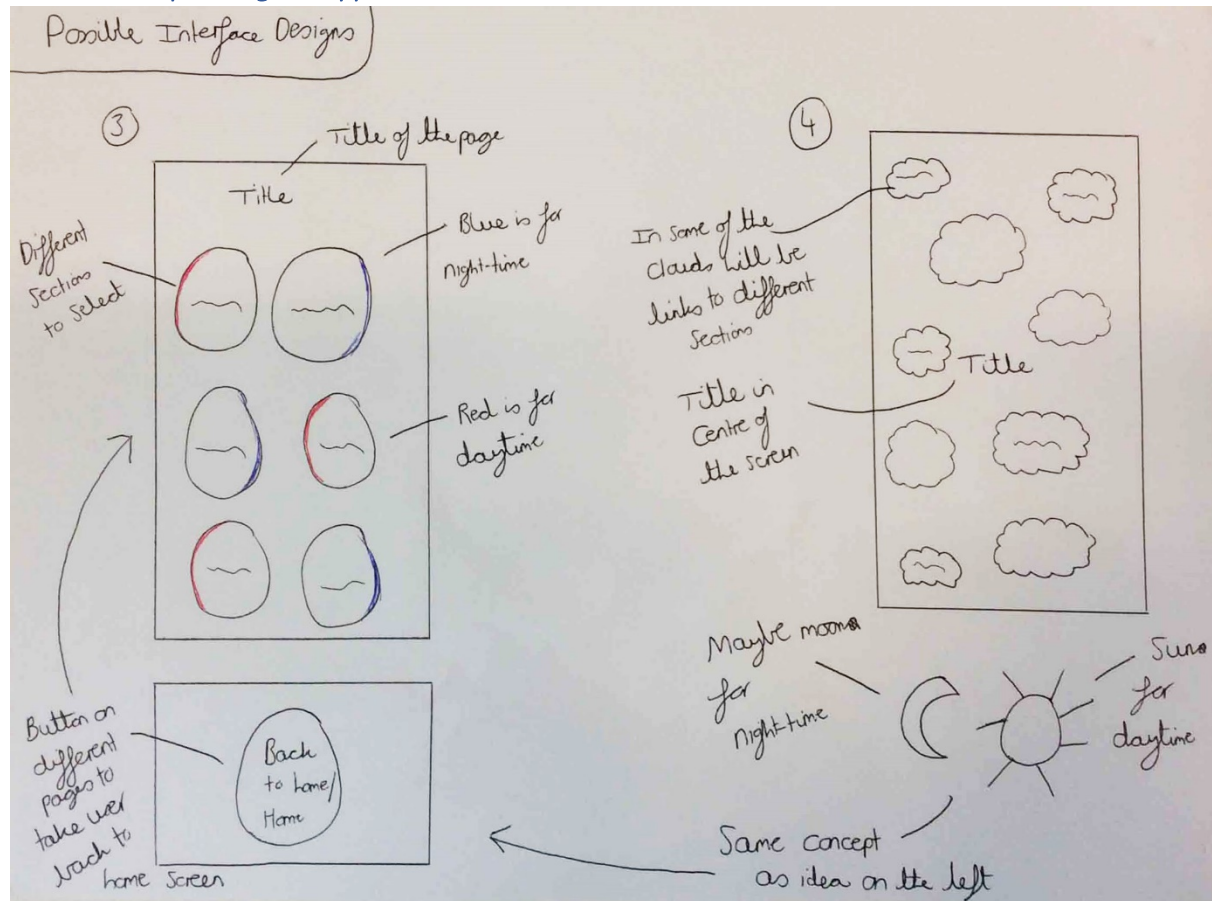 Possible Interface Designs
3
Title of the page
Title
Different
Sections
to select
Blue is for
night-time
Red is for
daytime
Button on
different
pages to
take user
back to
home screen
Back
to home/
Home
4
In some of the
clouds will be
links to different
sections
Title
Title in
Centre of
the screen
Maybe moons
for
night-time
Suns
for
daytime
Same concept
as idea on the left